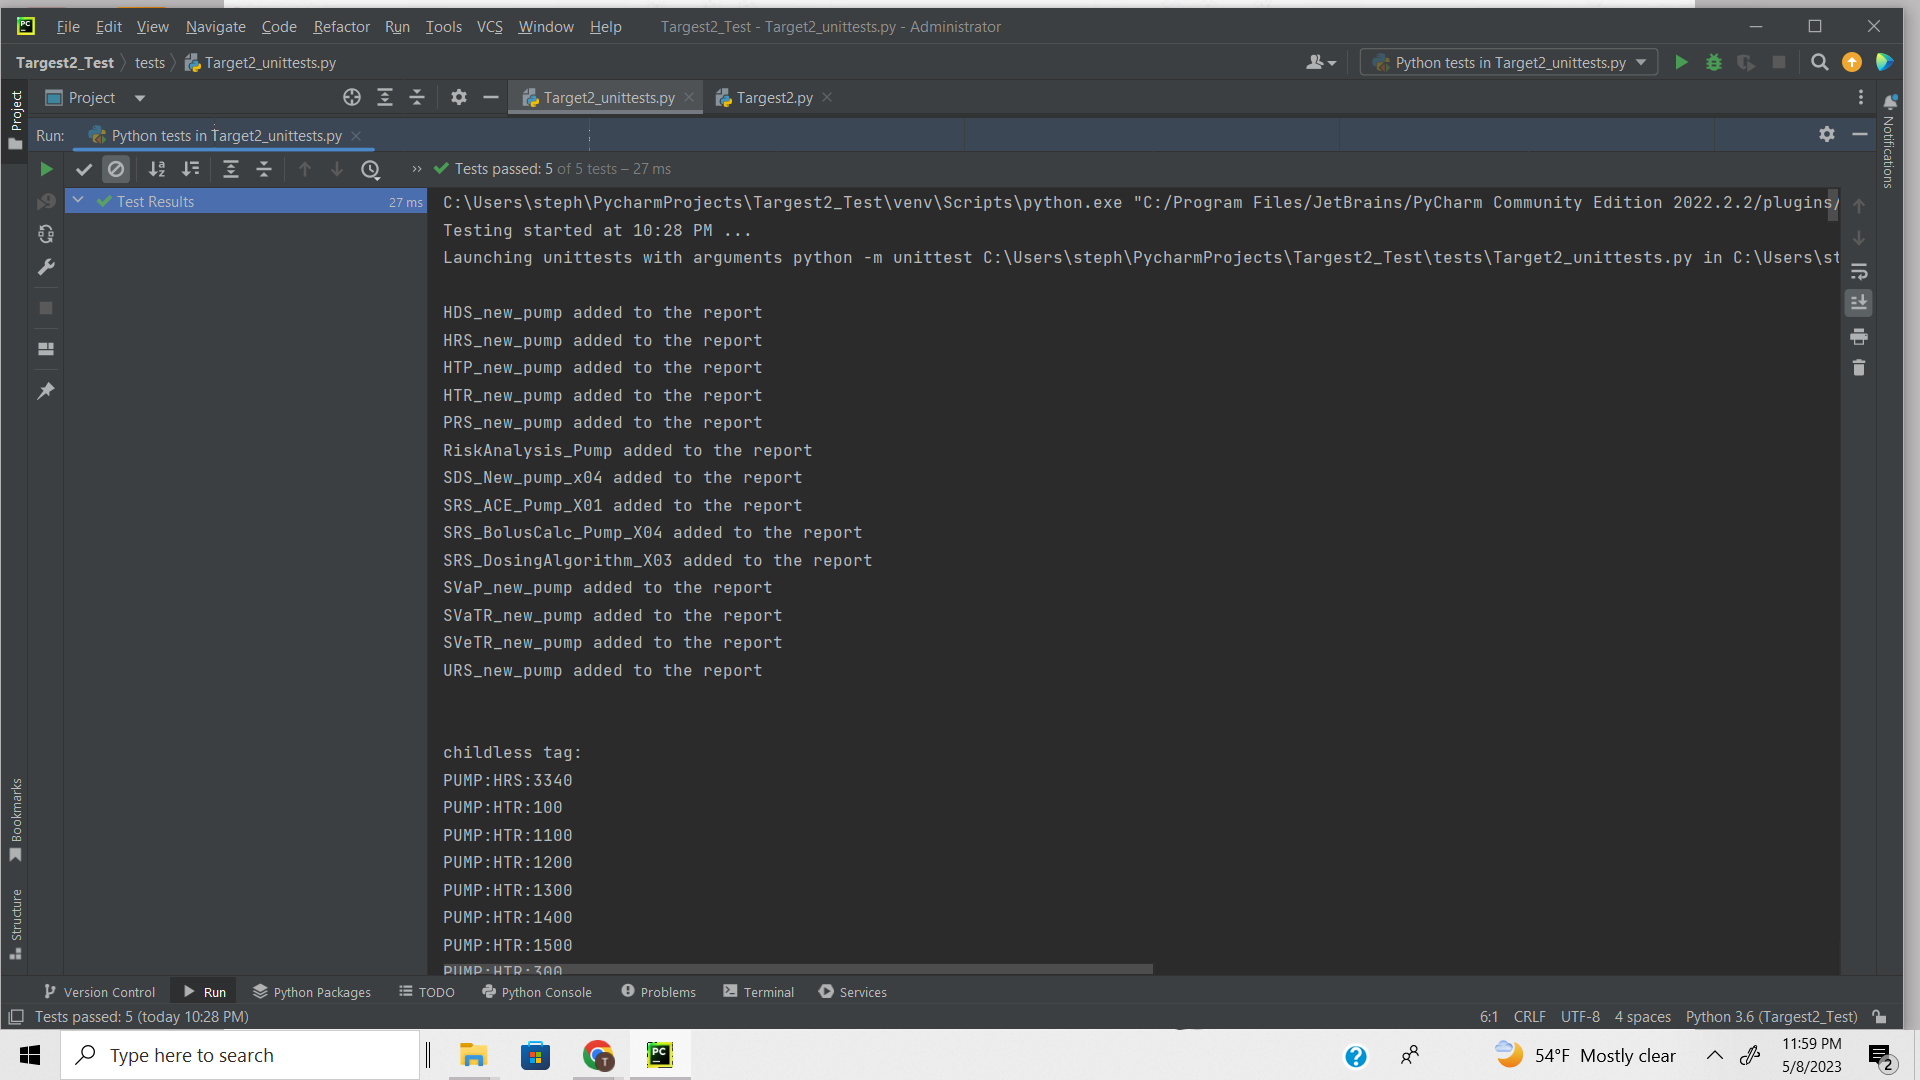 File Edit View Navigate Code Refactor Run Tools VCS Window Help Targest2_Test - Target2_unittests.py - Administrator
Targest2_Test tests Target2_unittests.py Python tests in Target2_unittests.py
Project Target2_unittests.py Targest2.py
Project
Run: Python tests in Target2_unittests.py
Notifications
Tests passed: 5 of 5 tests – 27 ms
Test Results 27 ms
C:\Users\steph\PycharmProjects\Targest2_Test\venv\Scripts\python.exe "C:/Program Files/JetBrains/PyCharm Community Edition 2022.2.2/plugins/
Testing started at 10:28 PM ...
Launching unittests with arguments python -m unittest C:\Users\steph\PycharmProjects\Targest2_Test\tests\Target2_unittests.py in C:\Users\st
HDS_new_pump added to the report
HRS_new_pump added to the report
HTP_new_pump added to the report
HTR_new_pump added to the report
PRS_new_pump added to the report
RiskAnalysis_Pump added to the report
SDS_New_pump_x04 added to the report
SRS_ACE_Pump_X01 added to the report
SRS_BolusCalc_Pump_X04 added to the report
SRS_DosingAlgorithm_X03 added to the report
SVaP_new_pump added to the report
SVaTR_new_pump added to the report
SVeTR_new_pump added to the report
URS_new_pump added to the report
childless tag:
PUMP:HRS:3340
PUMP:HTR:100
PUMP:HTR:1100
PUMP:HTR:1200
PUMP:HTR:1300
PUMP:HTR:1400
PUMP:HTR:1500
PUMP:HTR:300
Bookmarks
Structure
Version Control Run Python Packages TODO Python Console Problems Terminal Services
Tests passed: 5 (today 10:28 PM) 6:1 CRLF UTF-8 4 spaces Python 3.6 (Targest2_Test)
Type here to search 54°F Mostly clear 11:59 PM
5/8/2023 2